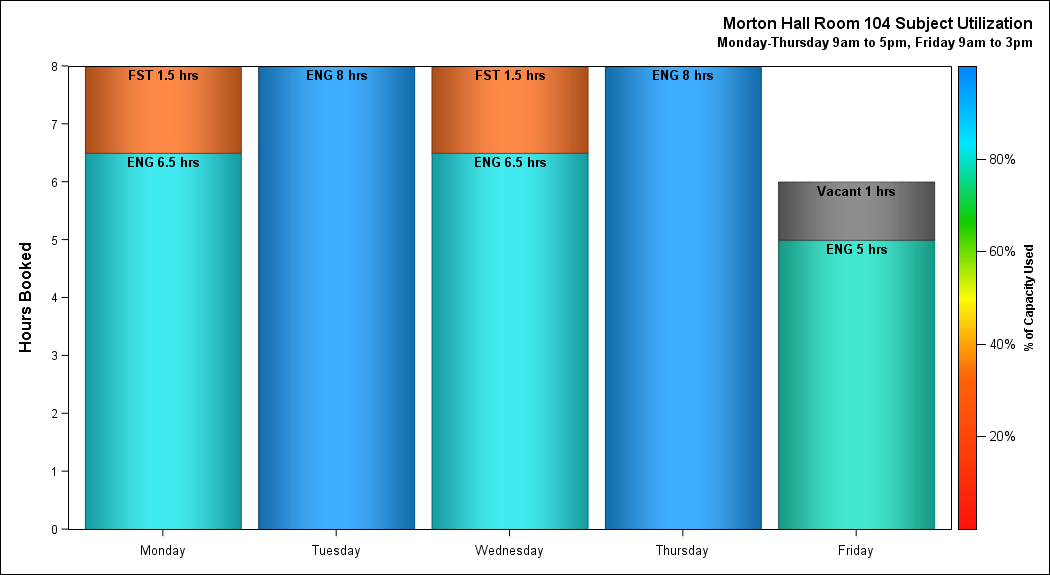 Morton Hall Room 104 Subject Utilization
Monday-Thursday 9am to 5pm, Friday 9am to 3pm
Hours Booked
8
7
6
5
4
3
2
1
0
FST 1.5 hrs
ENG 6.5 hrs
ENG 8 hrs
FST 1.5 hrs
ENG 6.5 hrs
ENG 8 hrs
Vacant 1 hrs
ENG 5 hrs
Monday
Tuesday
Wednesday
Thursday
Friday
80%
60%
40%
20%
% of Capacity Used